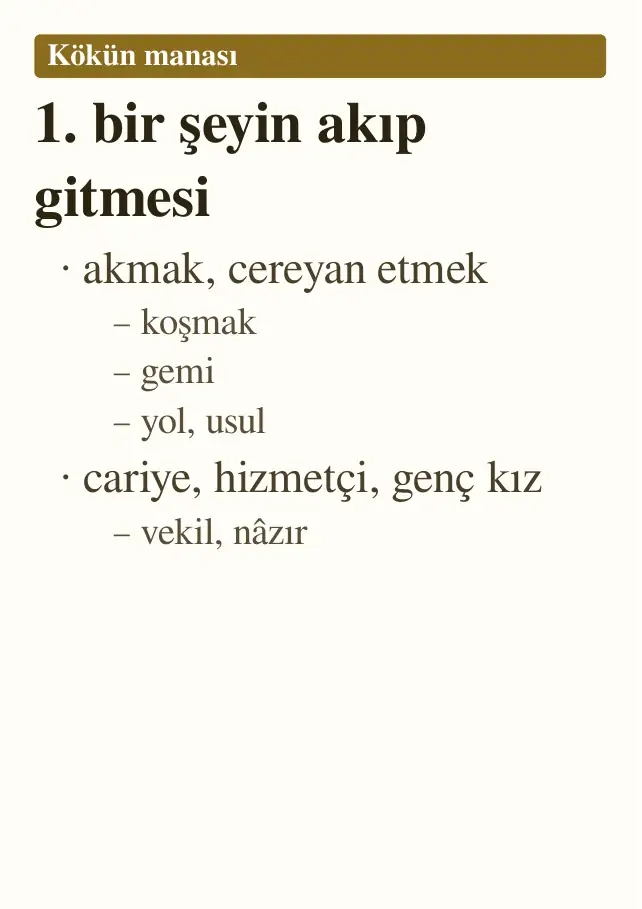 Kökün manası
1. bir şeyin akıp
gitmesi
· akmak, cereyan etmek
– koşmak
– gemi
– yol, usul
· cariye, hizmetçi, genç kız
– vekil, nâzır